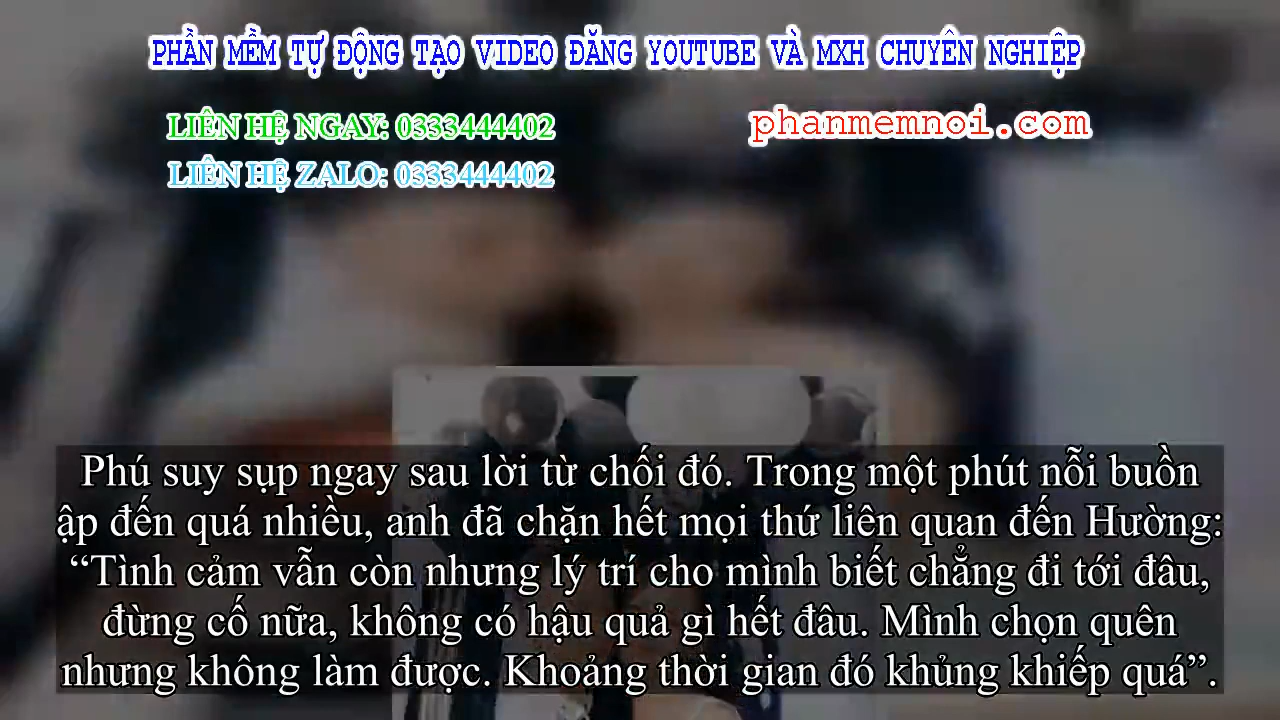 PHẦN MỀM TỰ ĐỘNG TẠO VIDEO ĐĂNG YOUTUBE VÀ MXH CHUYÊN NGHIỆP
LIÊN HỆ NGAY: 0333444402
phanmemnoi.com
LIÊN HỆ ZALO: 0333444402
Phú suy sụp ngay sau lời từ chối đó. Trong một phút nỗi buồn
ập đến quá nhiều, anh đã chặn hết mọi thứ liên quan đến Hường:
“Tình cảm vẫn còn nhưng lý trí cho mình biết chẳng đi tới đâu,
đừng cố nữa, không có hậu quả gì hết đâu. Mình chọn quên
nhưng không làm được. Khoảng thời gian đó khủng khiếp quá”.